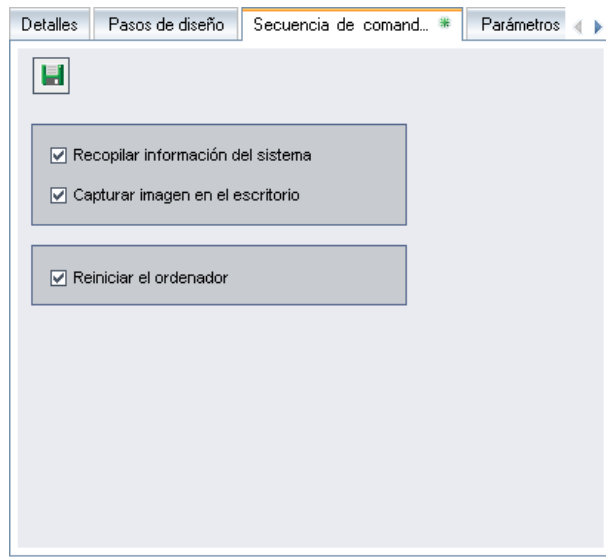 Detalles Pasos de diseño Secuencia de comand... * Parámetros
Recopilar información del sistema
Capturar imagen en el escritorio
Reiniciar el ordenador